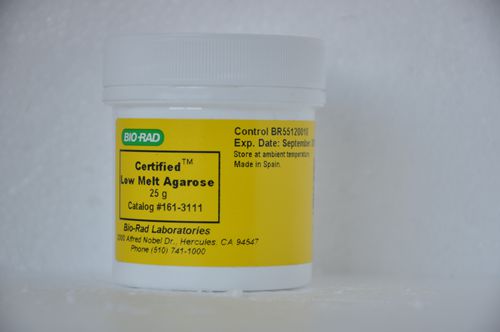 BIO-RAD
Certified™
Low Melt Agarose
25 g
Catalog #161-3111
Bio-Rad Laboratories
2000 Alfred Nobel Dr., Hercules, CA 94547
Phone (510) 741-1000
Control BR55120018
Exp. Date: September
Store at ambient temperature
Made in Spain.